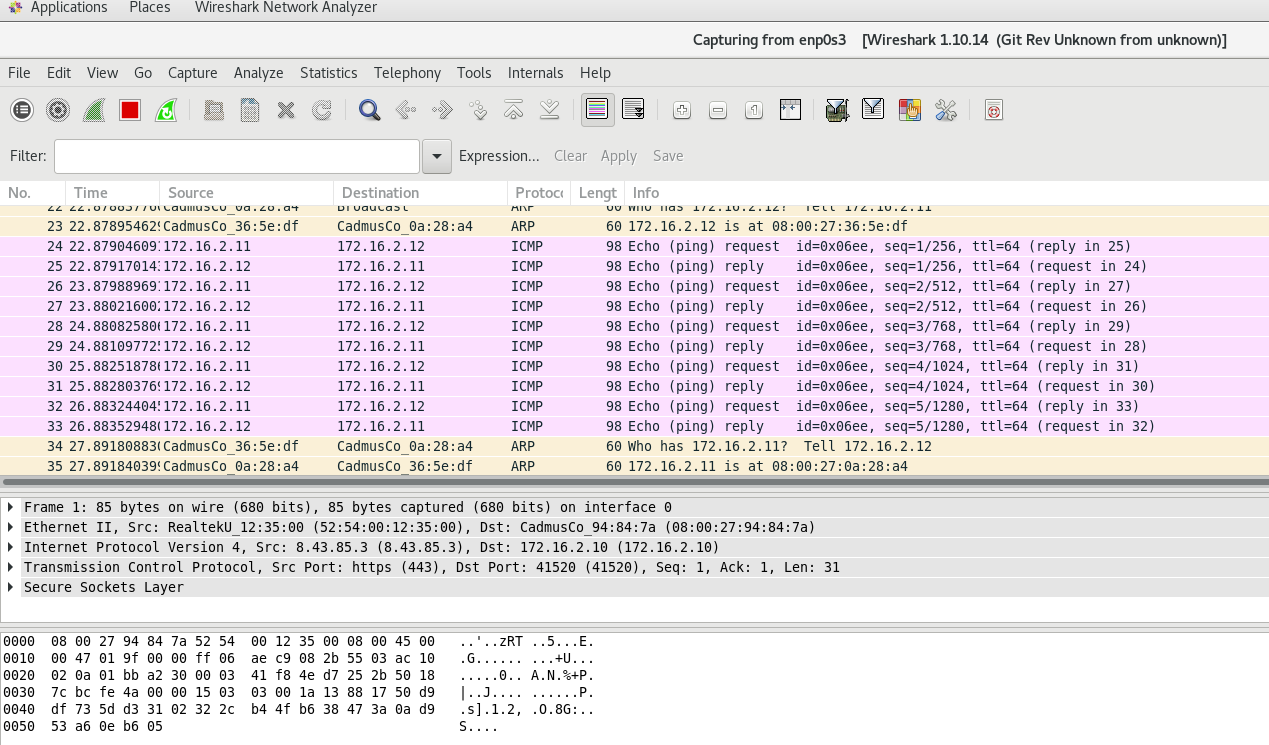 Applications Places Wireshark Network Analyzer
Capturing from enp0s3 [Wireshark 1.10.14 (Git Rev Unknown from unknown)]
File Edit View Go Capture Analyze Statistics Telephony Tools Internals Help
Filter: Expression... Clear Apply Save
No. Time Source Destination Protoc Lengt Info
22 22.878837760 CadmusCo_0a:28:a4 Broadcast ARP 60 Who has 172.16.2.12? Tell 172.16.2.11
23 22.87895462 CadmusCo_36:5e:df CadmusCo_0a:28:a4 ARP 60 172.16.2.12 is at 08:00:27:36:5e:df
24 22.87904609 172.16.2.11 172.16.2.12 ICMP 98 Echo (ping) request id=0x06ee, seq=1/256, ttl=64 (reply in 25)
25 22.87917014 172.16.2.12 172.16.2.11 ICMP 98 Echo (ping) reply id=0x06ee, seq=1/256, ttl=64 (request in 24)
26 23.87988969 172.16.2.11 172.16.2.12 ICMP 98 Echo (ping) request id=0x06ee, seq=2/512, ttl=64 (reply in 27)
27 23.88021600 172.16.2.12 172.16.2.11 ICMP 98 Echo (ping) reply id=0x06ee, seq=2/512, ttl=64 (request in 26)
28 24.88082580 172.16.2.11 172.16.2.12 ICMP 98 Echo (ping) request id=0x06ee, seq=3/768, ttl=64 (reply in 29)
29 24.88109772 172.16.2.12 172.16.2.11 ICMP 98 Echo (ping) reply id=0x06ee, seq=3/768, ttl=64 (request in 28)
30 25.88251878 172.16.2.11 172.16.2.12 ICMP 98 Echo (ping) request id=0x06ee, seq=4/1024, ttl=64 (reply in 31)
31 25.88280376 172.16.2.12 172.16.2.11 ICMP 98 Echo (ping) reply id=0x06ee, seq=4/1024, ttl=64 (request in 30)
32 26.88324404 172.16.2.11 172.16.2.12 ICMP 98 Echo (ping) request id=0x06ee, seq=5/1280, ttl=64 (reply in 33)
33 26.88352948 172.16.2.12 172.16.2.11 ICMP 98 Echo (ping) reply id=0x06ee, seq=5/1280, ttl=64 (request in 32)
34 27.89180883 CadmusCo_36:5e:df CadmusCo_0a:28:a4 ARP 60 Who has 172.16.2.11? Tell 172.16.2.12
35 27.89184039 CadmusCo_0a:28:a4 CadmusCo_36:5e:df ARP 60 172.16.2.11 is at 08:00:27:0a:28:a4
Frame 1: 85 bytes on wire (680 bits), 85 bytes captured (680 bits) on interface 0
Ethernet II, Src: RealtekU_12:35:00 (52:54:00:12:35:00), Dst: CadmusCo_94:84:7a (08:00:27:94:84:7a)
Internet Protocol Version 4, Src: 8.43.85.3 (8.43.85.3), Dst: 172.16.2.10 (172.16.2.10)
Transmission Control Protocol, Src Port: https (443), Dst Port: 41520 (41520), Seq: 1, Ack: 1, Len: 31
Secure Sockets Layer
0000 08 00 27 94 84 7a 52 54 00 12 35 00 08 00 45 00 ..'..zRT ..5...E.
0010 00 47 01 9f 00 00 ff 06 ae c9 08 2b 55 03 ac 10 .G...... ...+U...
0020 02 0a 01 bb a2 30 00 03 41 f8 4e d7 25 2b 50 18 .....0.. A.N.%+P.
0030 7c bc fe 4a 00 00 15 03 03 00 1a 13 88 17 50 d9 |..J.... ......P.
0040 df 73 5d d3 31 02 32 2c b4 4f b6 38 47 3a 0a d9 .s].1.2, .O.8G:..
0050 53 a6 0e b6 05 S....